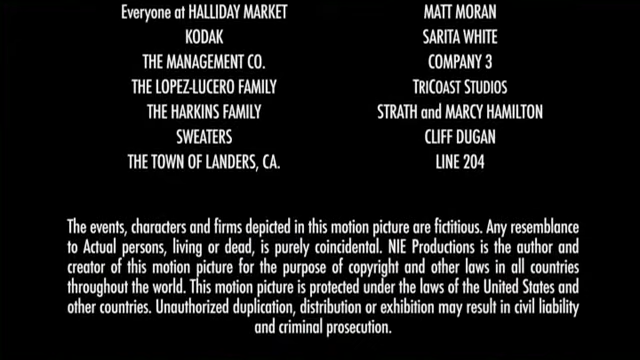 Everyone at HALLIDAY MARKET MATT MORAN
KODAK SARITA WHITE
THE MANAGEMENT CO. COMPANY 3
THE LOPEZ-LUCERO FAMILY TRICOAST STUDIOS
THE HARKINS FAMILY STRATH and MARCY HAMILTON
SWEATERS CLIFF DUGAN
THE TOWN OF LANDERS, CA. LINE 204
The events, characters and firms depicted in this motion picture are fictitious. Any resemblance
to Actual persons, living or dead, is purely coincidental. NIE Productions is the author and
creator of this motion picture for the purpose of copyright and other laws in all countries
throughout the world. This motion picture is protected under the laws of the United States and
other countries. Unauthorized duplication, distribution or exhibition may result in civil liability
and criminal prosecution.